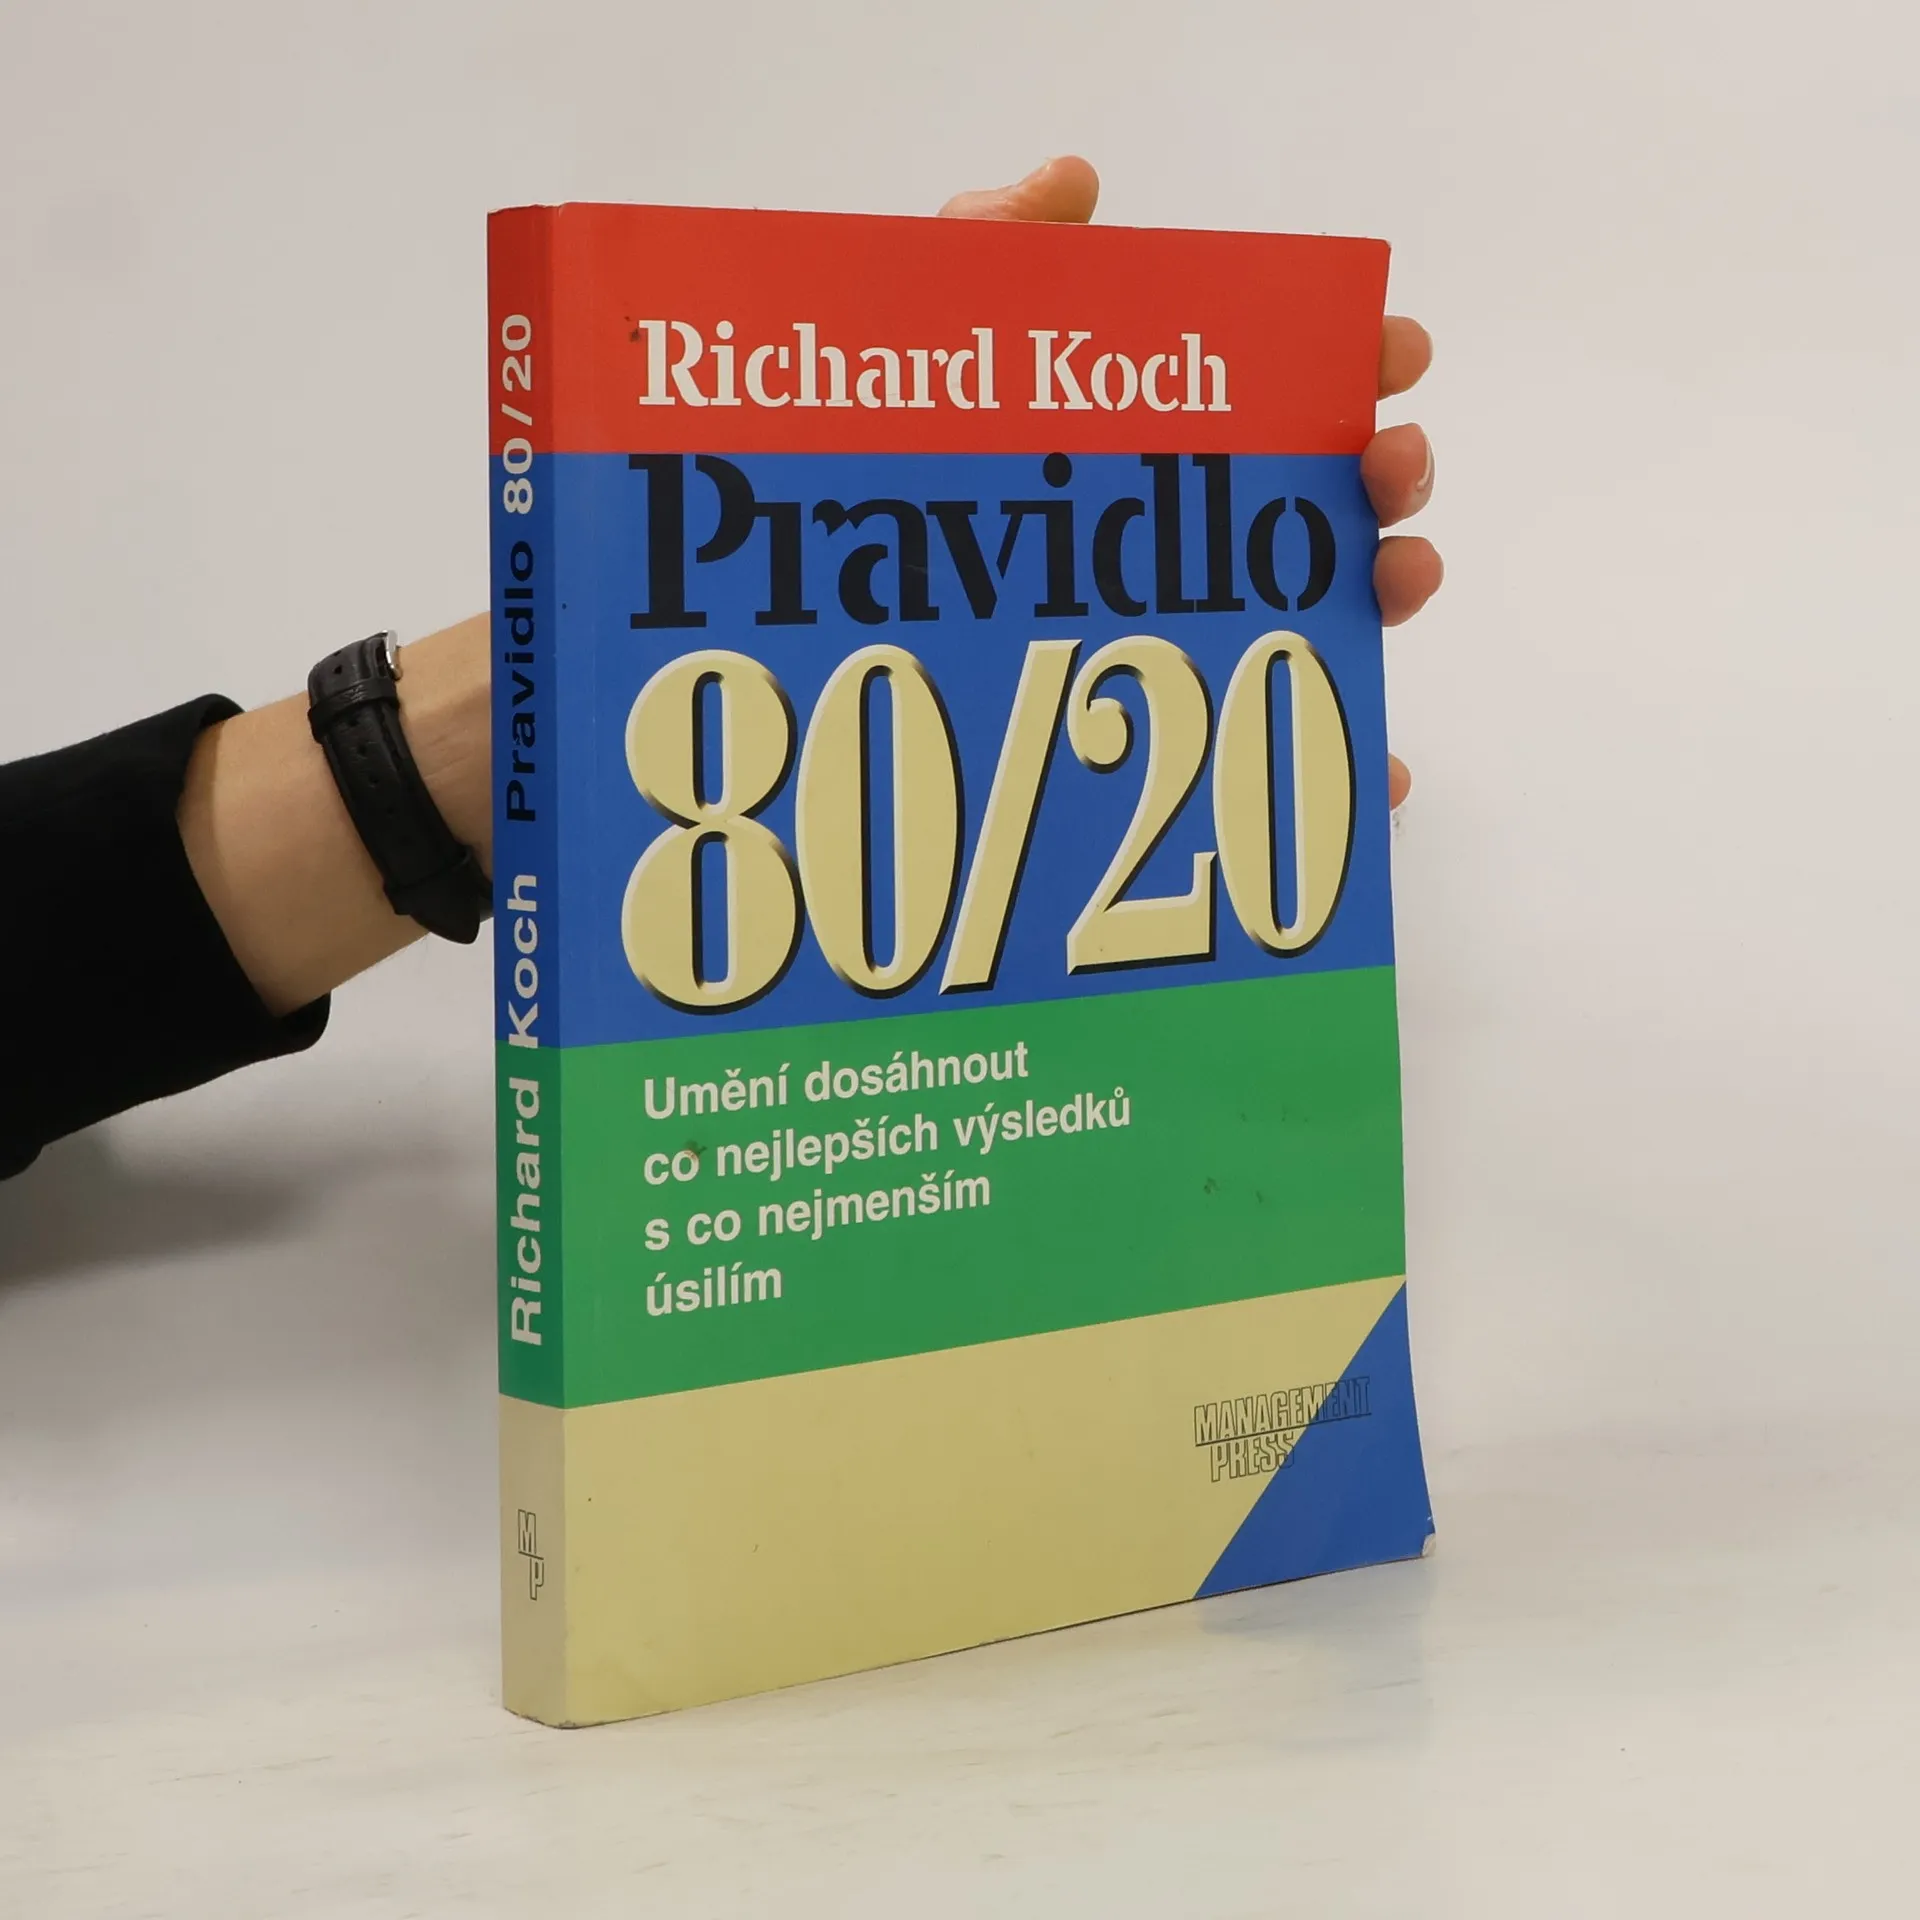 Richard Koch
Pravidlo
80/20
Umění dosáhnout
co nejlepších výsledků
s co nejmenším
úsilím
MANAGEMENT
PRESS
Richard Koch Pravidlo 80/20
MP